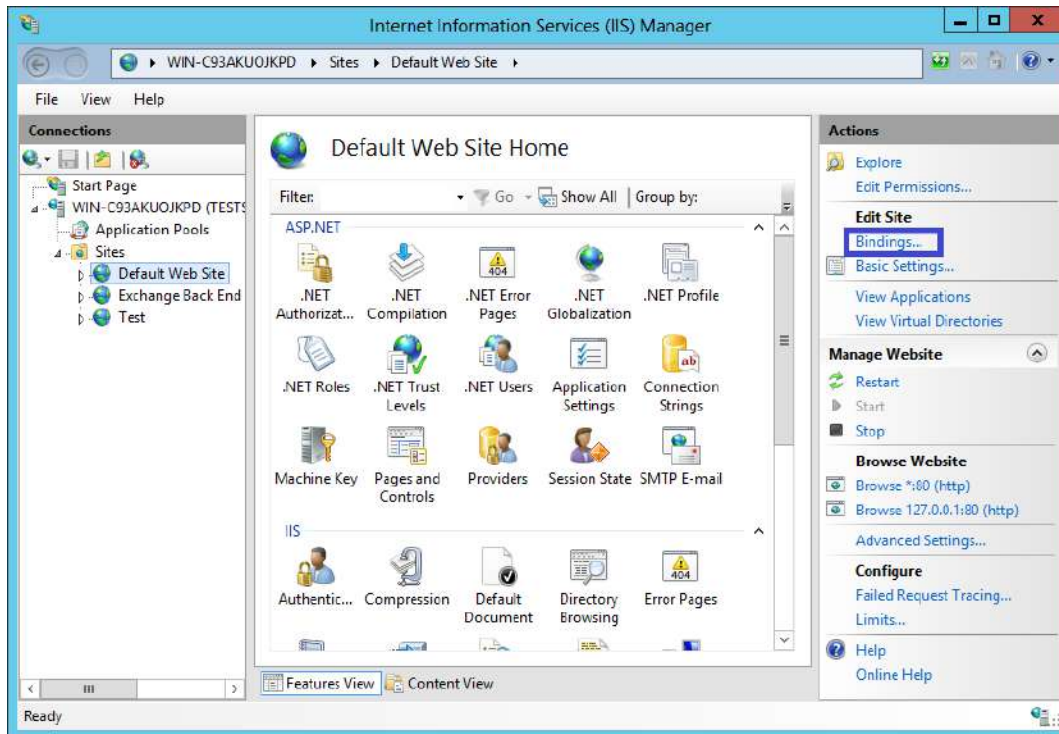 Internet Information Services (IIS) Manager
WIN-C93AKUOJKPD Sites Default Web Site
File View Help
Connections
Start Page
WIN-C93AKUOJKPD (TESTS
Application Pools
Sites
Default Web Site
Exchange Back End
Test
Default Web Site Home
Filter: Go Show All Group by:
ASP.NET
.NET Authorizat...
.NET Compilation
.NET Error Pages
.NET Globalization
.NET Profile
.NET Roles
.NET Trust Levels
.NET Users
Application Settings
Connection Strings
Machine Key
Pages and Controls
Providers
Session State
SMTP E-mail
IIS
Authentic...
Compression
Default Document
Directory Browsing
Error Pages
Features View Content View
Actions
Explore
Edit Permissions...
Edit Site
Bindings...
Basic Settings...
View Applications
View Virtual Directories
Manage Website
Restart
Start
Stop
Browse Website
Browse *:80 (http)
Browse 127.0.0.1:80 (http)
Advanced Settings...
Configure
Failed Request Tracing...
Limits...
Help
Online Help
Ready